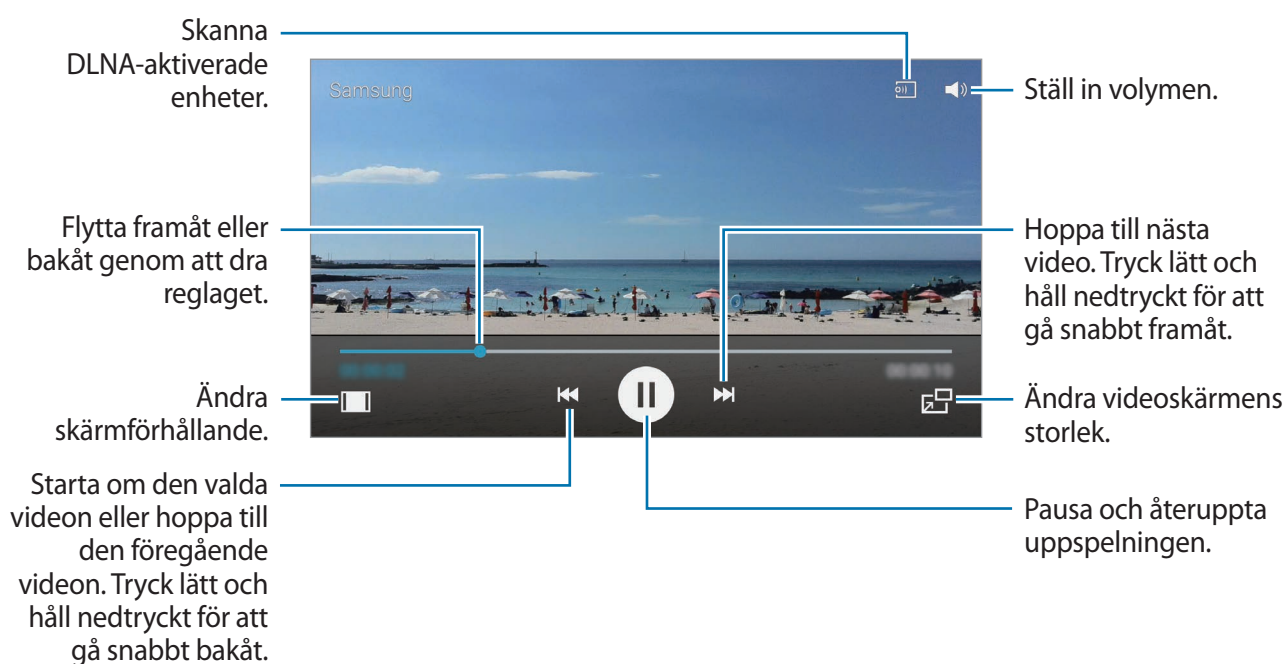 Skanna
DLNA-aktiverade
enheter.
Samsung
Ställ in volymen.
Flytta framåt eller
bakåt genom att dra
reglaget.
Hoppa till nästa
video. Tryck lätt och
håll nedtryckt för att
gå snabbt framåt.
Ändra
skärmförhållande.
Ändra videoskärmens
storlek.
Starta om den valda
videon eller hoppa till
den föregående
videon. Tryck lätt och
håll nedtryckt för att
gå snabbt bakåt.
Pausa och återuppta
uppspelningen.